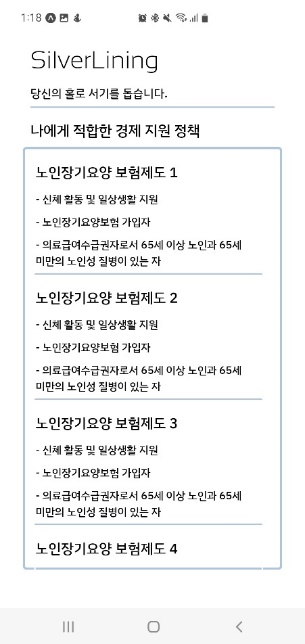 1:18
SilverLining
당신의 홀로 서기를 돕습니다.
나에게 적합한 경제 지원 정책
노인장기요양 보험제도 1
- 신체 활동 및 일상생활 지원
- 노인장기요양보험 가입자
- 의료급여수급권자로서 65세 이상 노인과 65세
미만의 노인성 질병이 있는 자
노인장기요양 보험제도 2
- 신체 활동 및 일상생활 지원
- 노인장기요양보험 가입자
- 의료급여수급권자로서 65세 이상 노인과 65세
미만의 노인성 질병이 있는 자
노인장기요양 보험제도 3
- 신체 활동 및 일상생활 지원
- 노인장기요양보험 가입자
- 의료급여수급권자로서 65세 이상 노인과 65세
미만의 노인성 질병이 있는 자
노인장기요양 보험제도 4